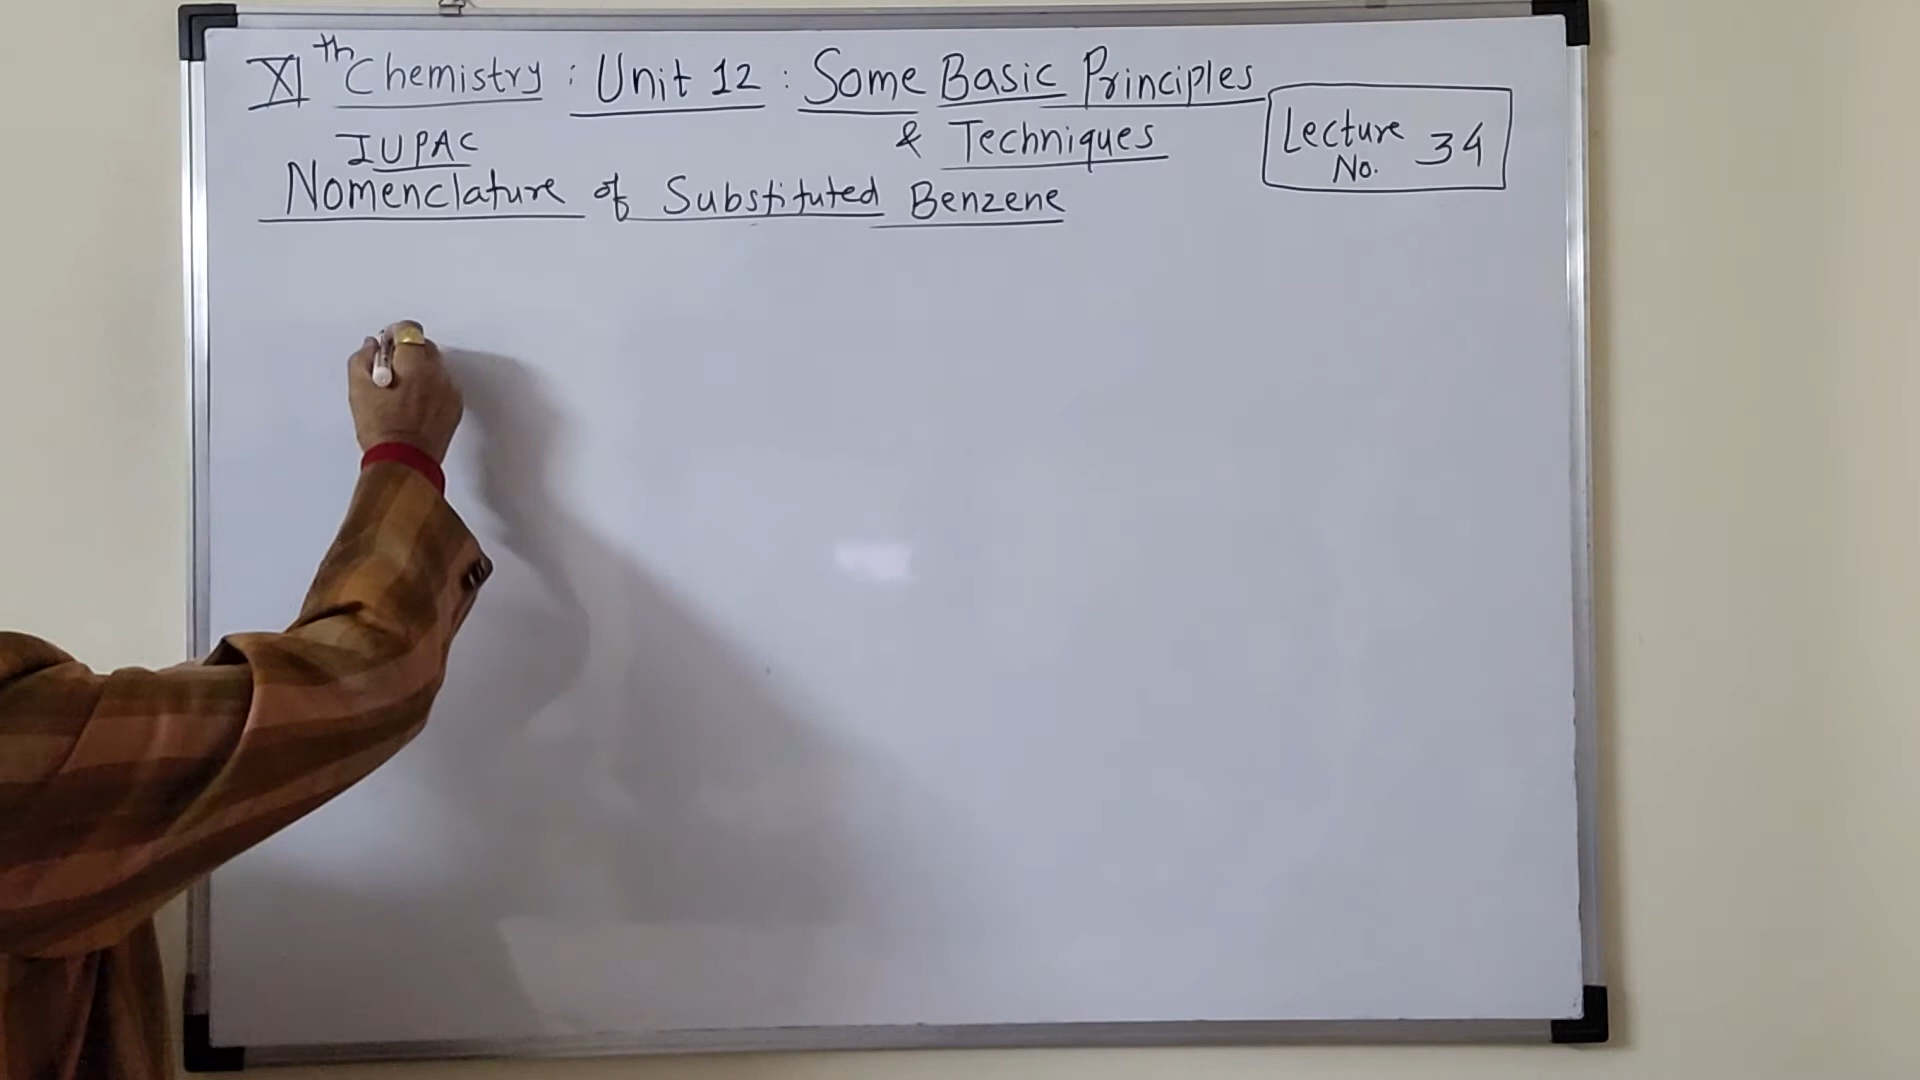 XIth Chemistry : Unit 12 : Some Basic Principles
& Techniques
Lecture
No. 34
IUPAC
Nomenclature of Substituted Benzene